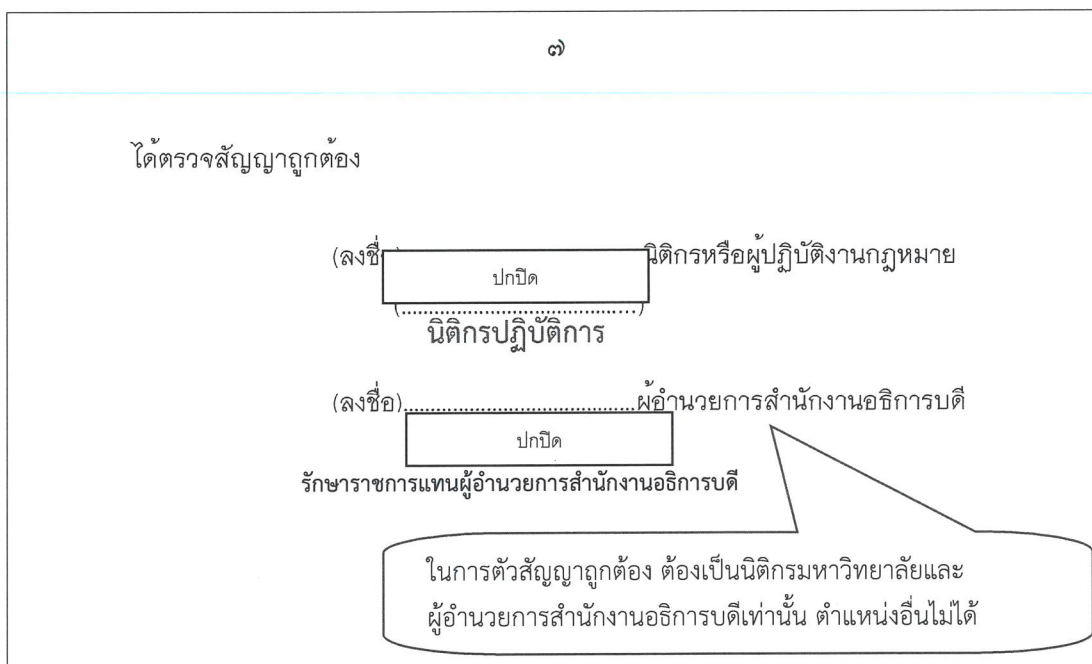 ๗
ได้ตรวจสัญญาถูกต้อง
(ลงชื่อ) นิติกรหรือผู้ปฏิบัติงานกฎหมาย
ปกปิด
(........................................)
นิติกรปฏิบัติการ
(ลงชื่อ)........................................ผู้อำนวยการสำนักงานอธิการบดี
ปกปิด
รักษาราชการแทนผู้อำนวยการสำนักงานอธิการบดี
ในการตัวสัญญาถูกต้อง ต้องเป็นนิติกรมหาวิทยาลัยและ
ผู้อำนวยการสำนักงานอธิการบดีเท่านั้น ตำแหน่งอื่นไม่ได้